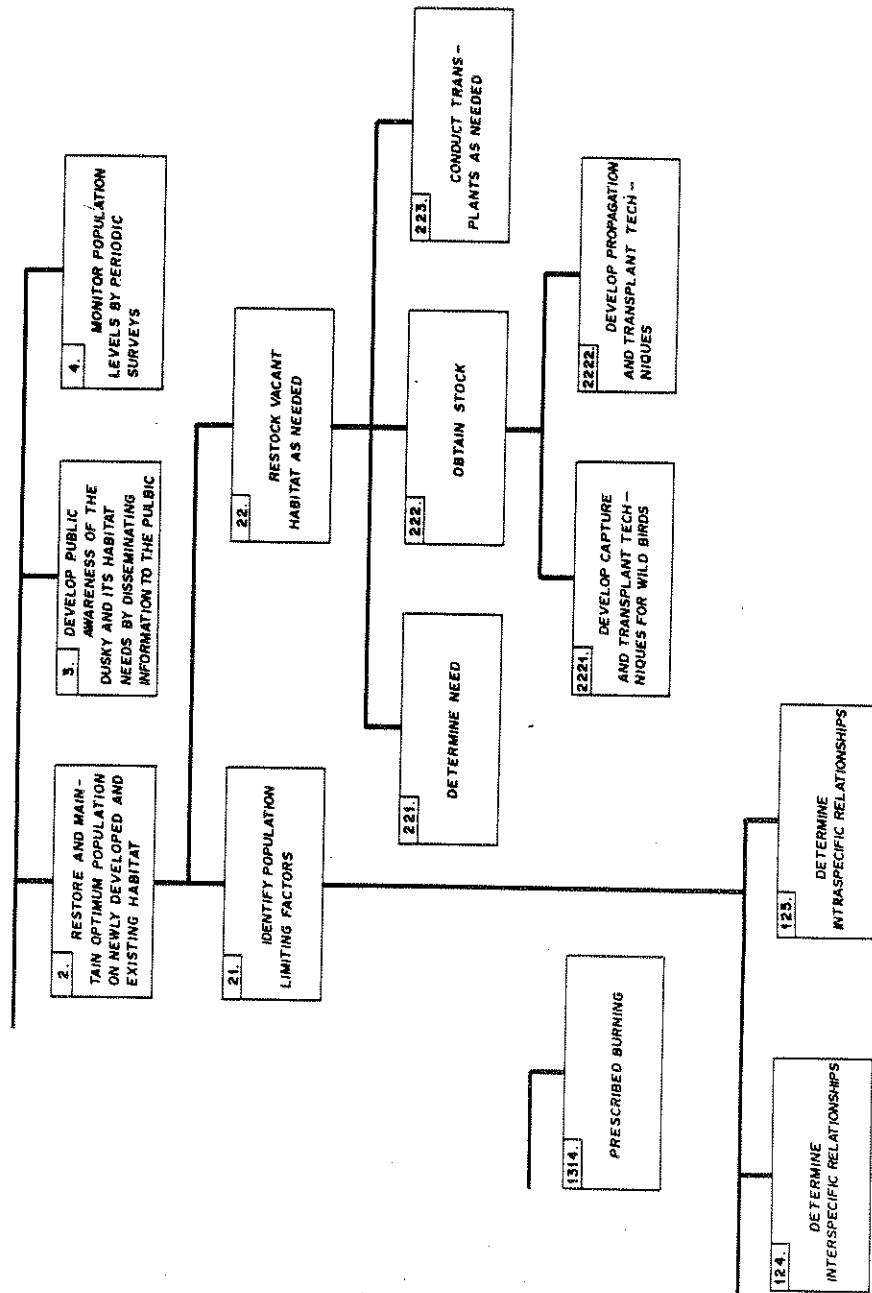 2.
RESTORE AND MAIN-
TAIN OPTIMUM POPULATION
ON NEWLY DEVELOPED AND
EXISTING HABITAT
3.
DEVELOP PUBLIC
AWARENESS OF THE
DUSKY AND ITS HABITAT
NEEDS BY DISSEMINATING
INFORMATION TO THE PULBIC
4.
MONITOR POPULATION
LEVELS BY PERIODIC
SURVEYS
21.
IDENTIFY POPULATION
LIMITING FACTORS
22.
RESTOCK VACANT
HABITAT AS NEEDED
221.
DETERMINE NEED
222.
OBTAIN STOCK
223.
CONDUCT TRANS-
PLANTS AS NEEDED
1314.
PRESCRIBED BURNING
2221.
DEVELOP CAPTURE
AND TRANSPLANT TECH-
NIQUES FOR WILD BIRDS
2222.
DEVELOP PROPAGATION
AND TRANSPLANT TECH-
NIQUES
124.
DETERMINE
INTERSPECIFIC RELATIONSHIPS
125.
DETERMINE
INTRASPECIFIC RELATIONSHIPS